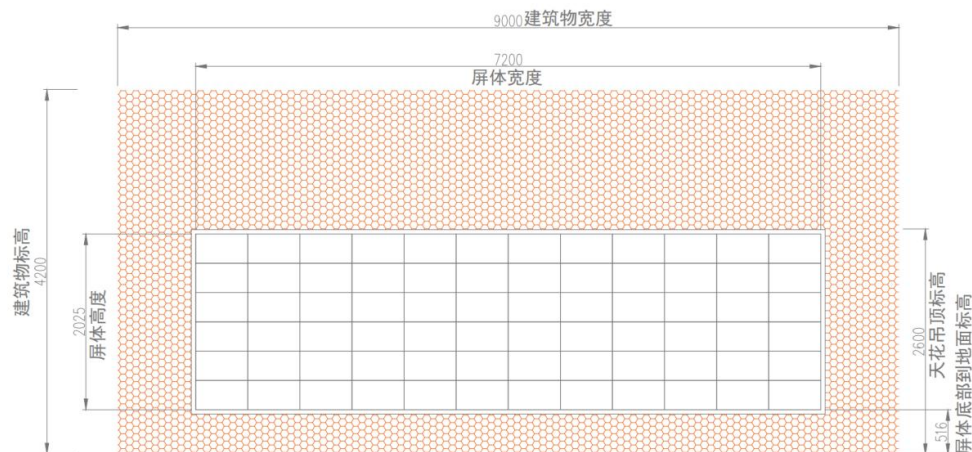 9000建筑物宽度
7200
屏体宽度
建筑物标高
4200
2025
屏体高度
2600
天花吊顶标高
516
屏体底部到地面标高